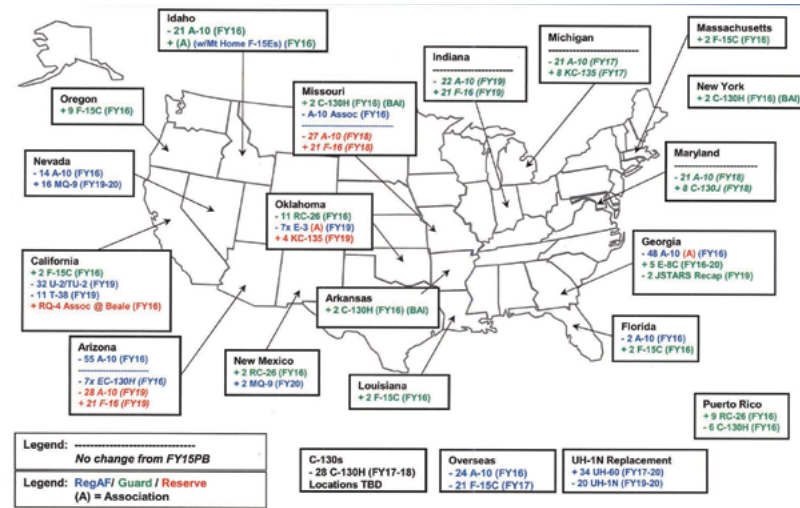 Idaho
- 21 A-10 (FY16)
+ (A) (w/Mt Home F-15Es) (FY16)
Michigan
- 21 A-10 (FY17)
+ 8 KC-135 (FY17)
Massachusetts
+ 2 F-15C (FY16)
Indiana
- 22 A-10 (FY19)
+ 21 F-16 (FY19)
Missouri
+ 2 C-130H (FY16) (BAI)
- A-10 Assoc (FY16)
- 27 A-10 (FY18)
+ 21 F-16 (FY18)
New York
+ 2 C-130H (FY16) (BAI)
Oregon
+ 9 F-15C (FY16)
Maryland
- 21 A-10 (FY18)
+ 8 C-130J (FY18)
Nevada
- 14 A-10 (FY16)
+ 16 MQ-9 (FY19-20)
Oklahoma
- 11 RC-26 (FY16)
- 7x E-3 (A) (FY19)
+ 4 KC-135 (FY19)
Georgia
- 48 A-10 (A) (FY16)
+ 5 E-8C (FY16-20)
- 2 JSTARS Recap (FY19)
California
+ 2 F-15C (FY16)
- 32 U-2/TU-2 (FY19)
- 11 T-38 (FY19)
+ RQ-4 Assoc @ Beale (FY16)
Arkansas
+ 2 C-130H (FY16) (BAI)
Florida
- 2 A-10 (FY16)
+ 2 F-15C (FY16)
Arizona
- 55 A-10 (FY16)
- 7x EC-130H (FY16)
- 28 A-10 (FY19)
+ 21 F-16 (FY19)
New Mexico
+ 2 RC-26 (FY16)
+ 2 MQ-9 (FY20)
Louisiana
+ 2 F-15C (FY16)
Puerto Rico
+ 9 RC-26 (FY16)
- 6 C-130H (FY16)
Legend: -------------------------------
No change from FY15PB
Legend: RegAF/ Guard / Reserve
(A) = Association
C-130s
- 28 C-130H (FY17-18)
Locations TBD
Overseas
- 24 A-10 (FY16)
- 21 F-15C (FY17)
UH-1N Replacement
+ 34 UH-60 (FY17-20)
- 20 UH-1N (FY19-20)